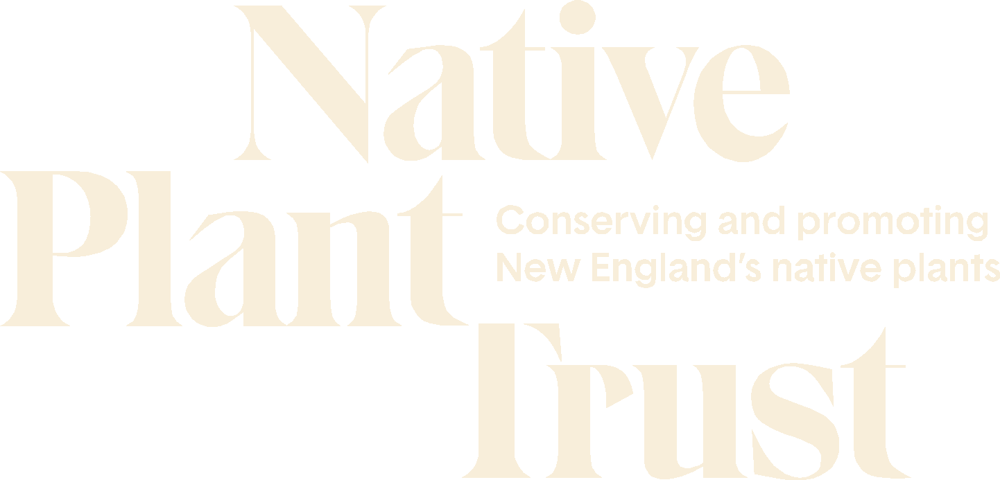 Native
Plant
Conserving and promoting
New England's native plants
Trust